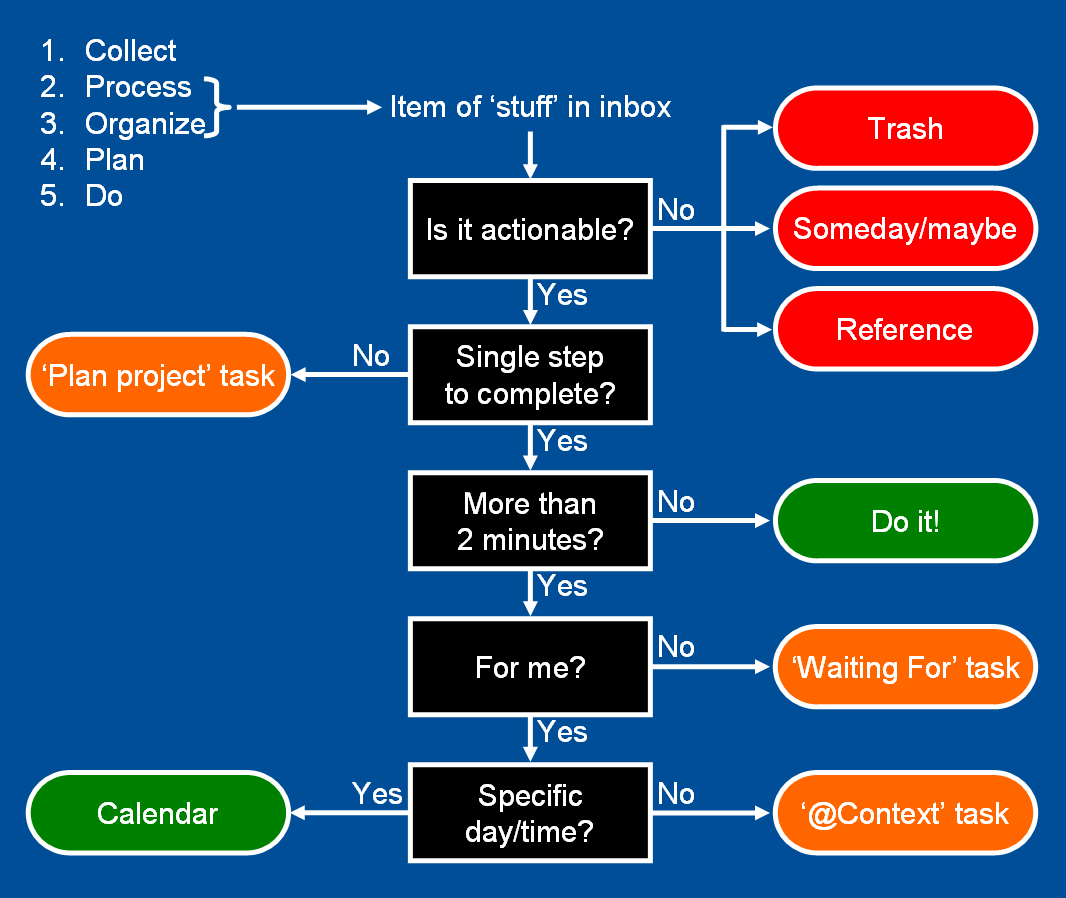 1. Collect
2. Process
3. Organize
4. Plan
5. Do
Item of ‘stuff’ in inbox
Is it actionable?
No
Trash
Someday/maybe
Reference
Yes
Single step
to complete?
No
‘Plan project’ task
Yes
More than
2 minutes?
No
Do it!
Yes
For me?
No
‘Waiting For’ task
Yes
Specific
day/time?
Yes
Calendar
No
‘@Context’ task